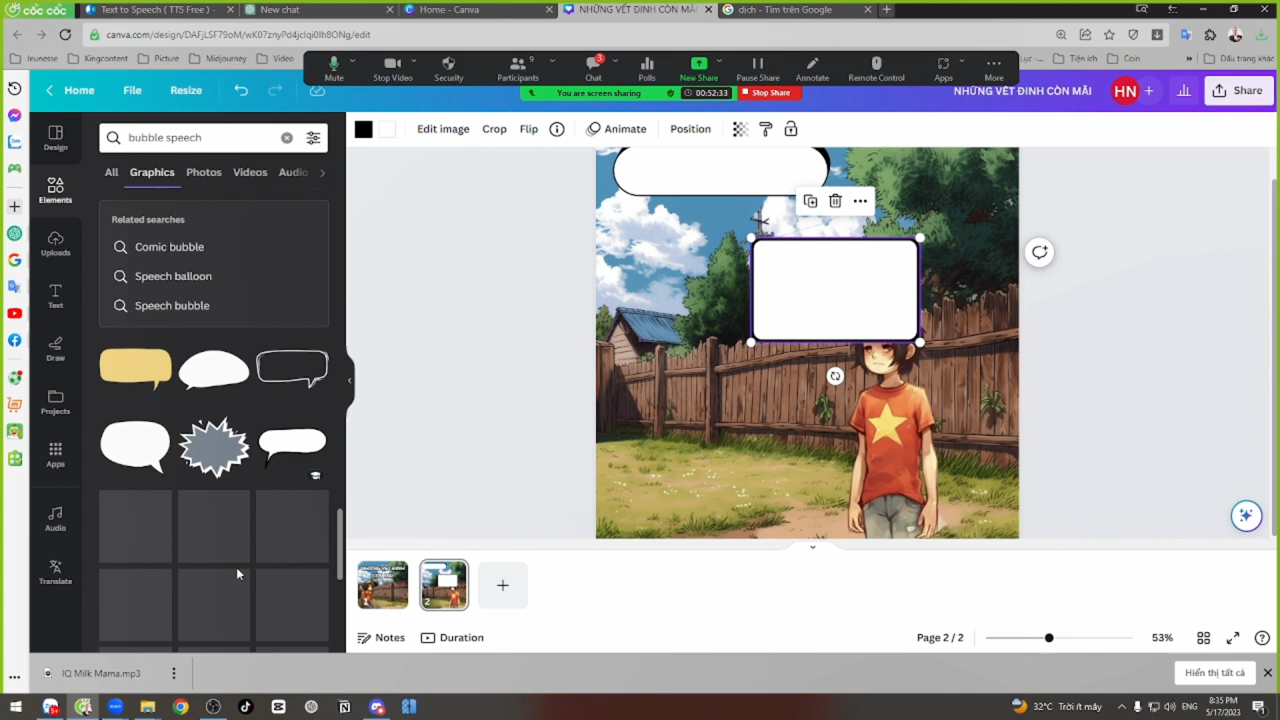 cốc cốc
Text to Speech ( TTS Free ) -
New chat
Home - Canva
NHỮNG VẾT ĐINH CÒN MÃI
dịch - Tìm trên Google
canva.com/design/DAFjLSF79oM/wK07znyPd4jcIqi0Ih8ONg/edit
Jeunesse
Kingcontent
Picture
Midjourney
Video
Tiện ích
Coin
Dấu trang khác
Mute
Stop Video
Security
9
Participants
3
Chat
Polls
New Share
Pause Share
Annotate
Remote Control
Apps
More
You are screen sharing
00:52:33
Stop Share
Home
File
Resize
NHỮNG VẾT ĐINH CÒN MÃI
HN
Share
Design
Elements
Uploads
Text
Draw
Projects
Apps
Audio
Translate
bubble speech
All
Graphics
Photos
Videos
Audio
Related searches
Comic bubble
Speech balloon
Speech bubble
Edit image
Crop
Flip
Animate
Position
1
2
Notes
Duration
Page 2 / 2
53%
IQ Milk Mama.mp3
Hiển thị tất cả
32°C Trời ít mây
ENG
8:35 PM
5/17/2023